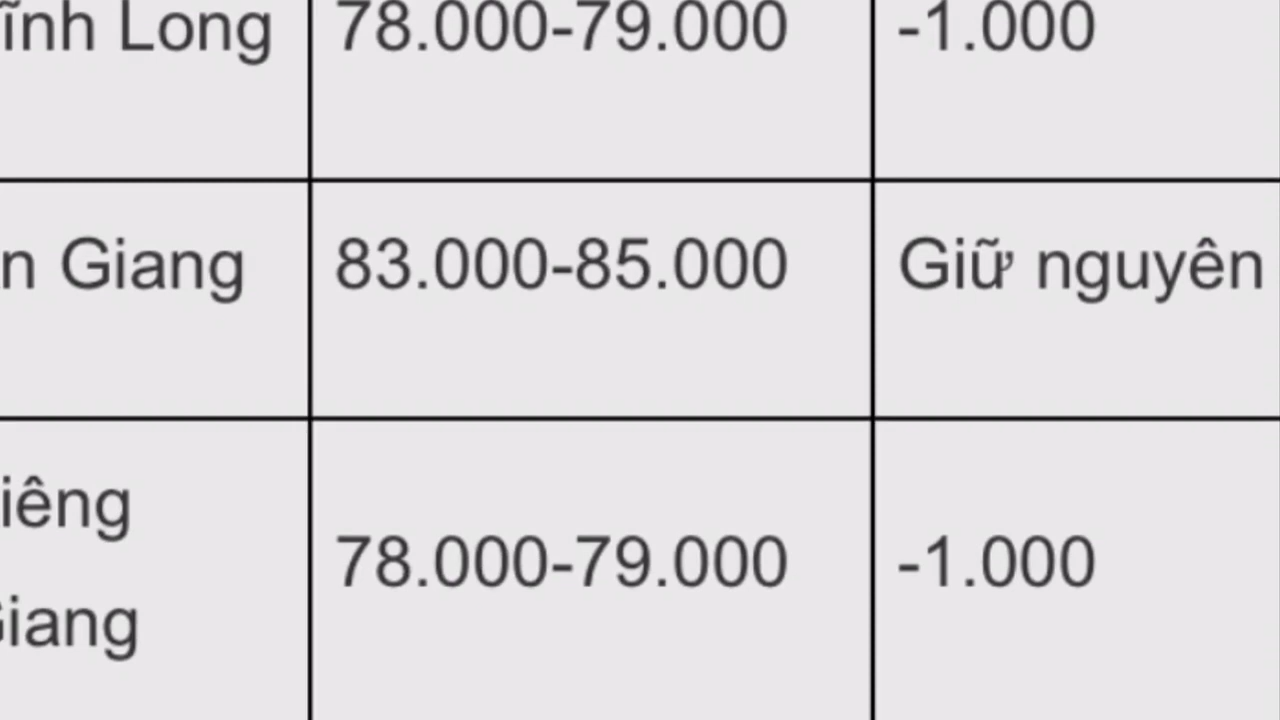 ĩnh Long 78.000-79.000 -1.000
n Giang 83.000-85.000 Giữ nguyên
iêng
78.000-79.000 -1.000
Giang